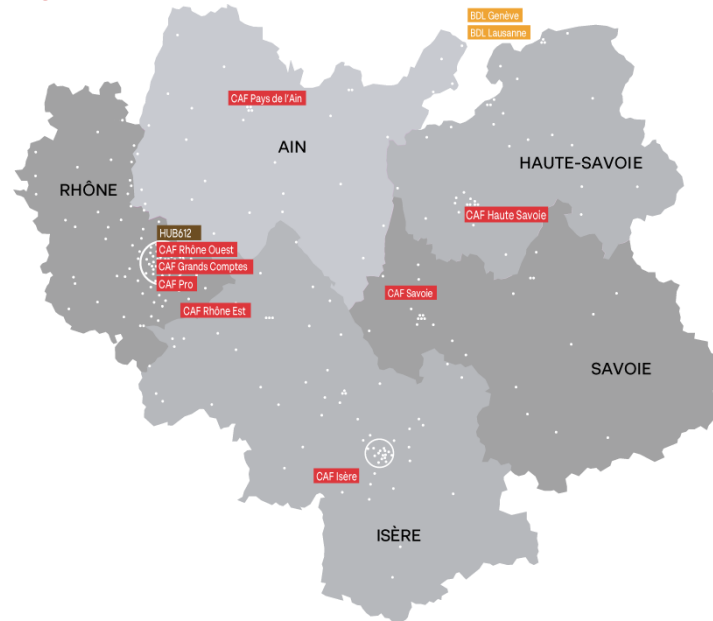 BDL Genève
BDL Lausanne
CAF Pays de l'Ain
AIN
HAUTE-SAVOIE
RHÔNE
CAF Haute Savoie
HUB612
CAF Rhône Ouest
CAF Grands Comptes
CAF Pro
CAF Savoie
CAF Rhône Est
SAVOIE
CAF Isère
ISÈRE